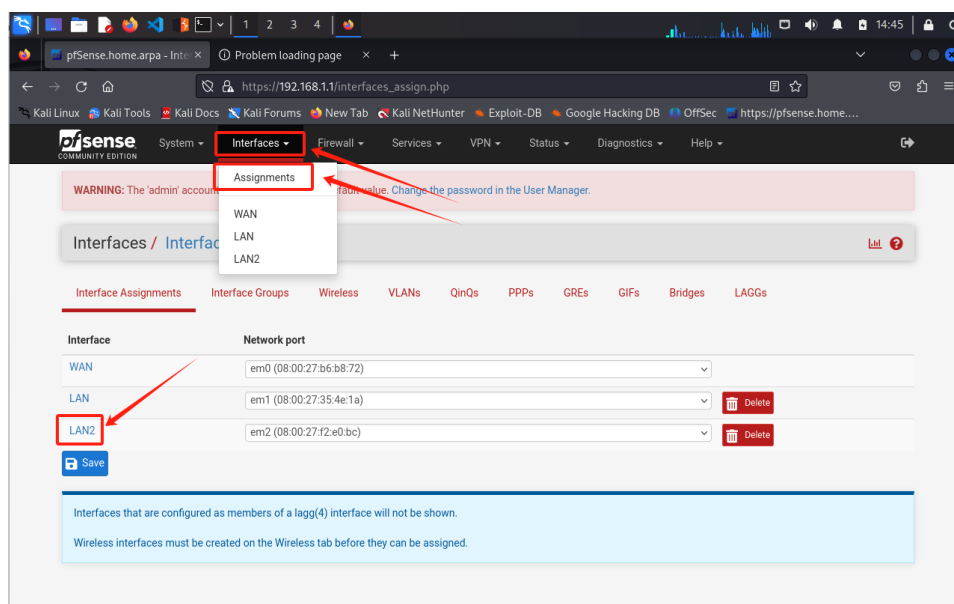 1 2 3 4 14:45
pfSense.home.arpa - Inte Problem loading page
https://192.168.1.1/interfaces_assign.php
Kali Linux Kali Tools Kali Docs Kali Forums New Tab Kali NetHunter Exploit-DB Google Hacking DB OffSec https://pfsense.home....
pfsense System Interfaces Firewall Services VPN Status Diagnostics Help
COMMUNITY EDITION
Assignments
WARNING: The 'admin' account value. Change the password in the User Manager.
WAN
LAN
LAN2
Interfaces / Interfac
Interface Assignments Interface Groups Wireless VLANs QinQs PPPs GREs GIFs Bridges LAGGs
Interface Network port
WAN em0 (08:00:27:b6:b8:72)
LAN em1 (08:00:27:35:4e:1a) Delete
LAN2 em2 (08:00:27:f2:e0:bc) Delete
Save
Interfaces that are configured as members of a lagg(4) interface will not be shown.
Wireless interfaces must be created on the Wireless tab before they can be assigned.